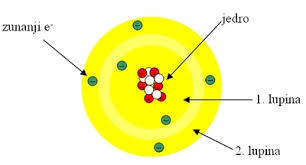 jedro
zunanji e⁻
1. lupina
2. lupina